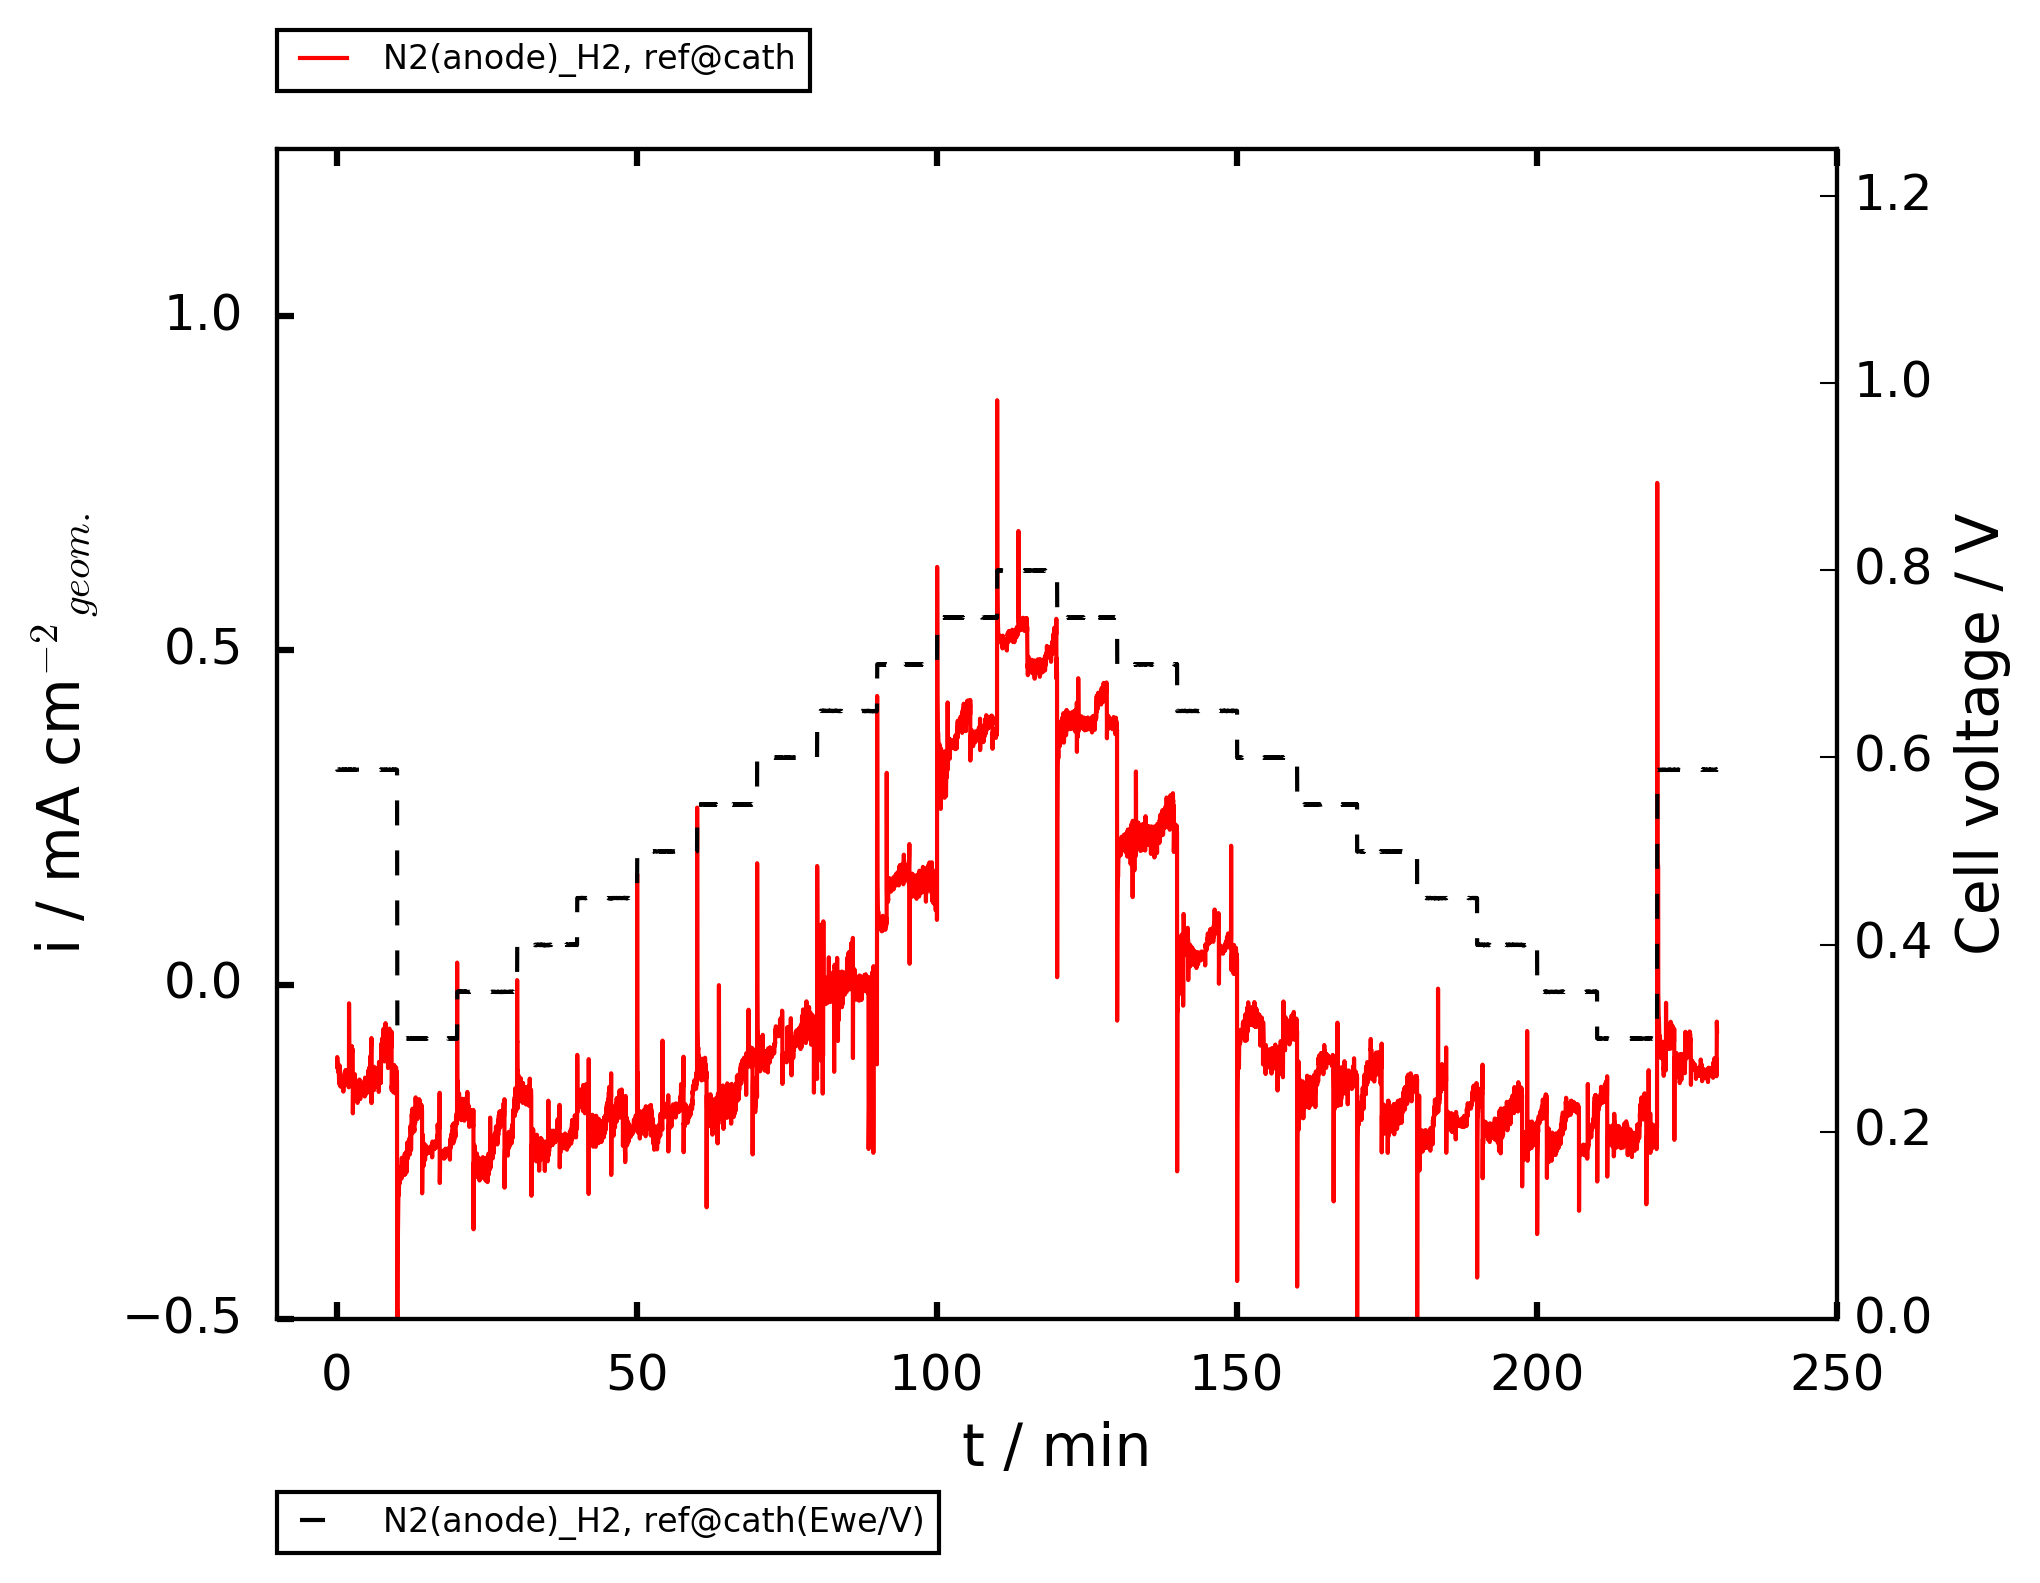 N2(anode)_H2, ref@cath
1.2
1.0
1.0
0.8
0.5
0.6
0.0
0.4
0.2
−0.5
0.0
i / mA cm⁻² geom.
Cell voltage / V
0 50 100 150 200 250
t / min
N2(anode)_H2, ref@cath(Ewe/V)